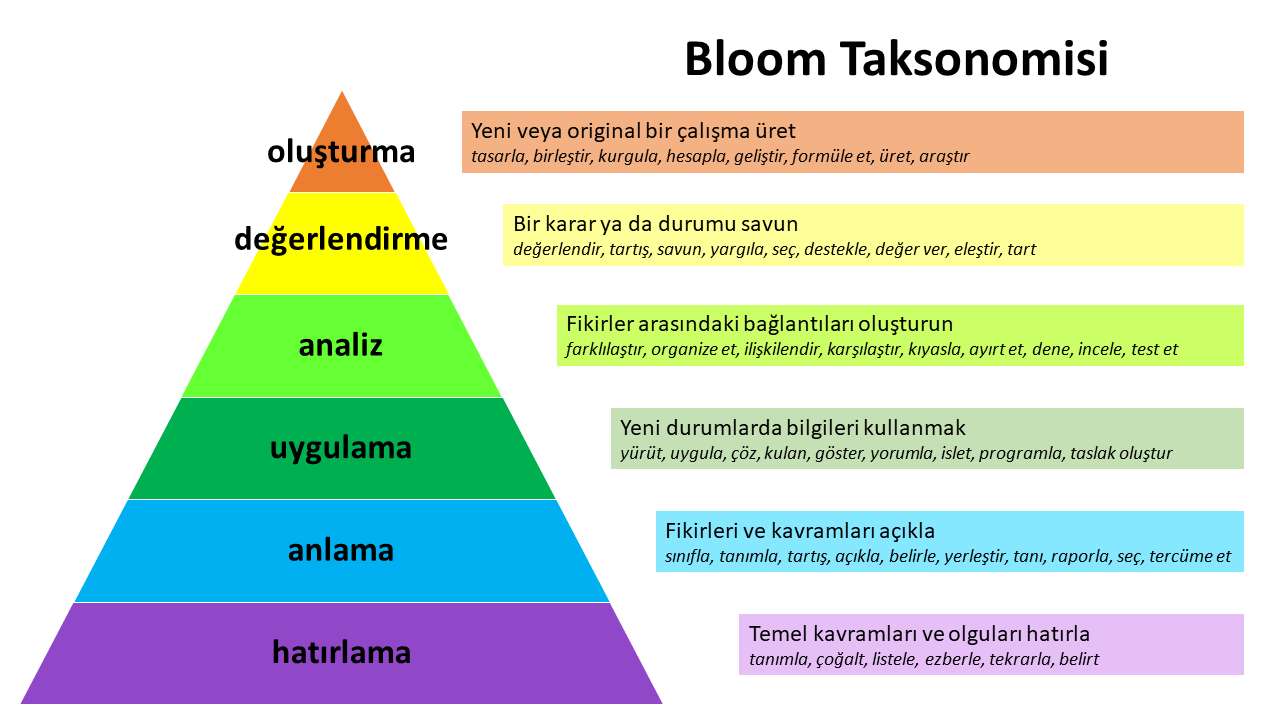 Bloom Taksonomisi
oluşturma
Yeni veya original bir çalışma üret
tasarla, birleştir, kurgula, hesapla, geliştir, formüle et, üret, araştır
değerlendirme
Bir karar ya da durumu savun
değerlendir, tartış, savun, yargıla, seç, destekle, değer ver, eleştir, tart
analiz
Fikirler arasındaki bağlantıları oluşturun
farklılaştır, organize et, ilişkilendir, karşılaştır, kıyasla, ayırt et, dene, incele, test et
uygulama
Yeni durumlarda bilgileri kullanmak
yürüt, uygula, çöz, kulan, göster, yorumla, islet, programla, taslak oluştur
anlama
Fikirleri ve kavramları açıkla
sınıfla, tanımla, tartış, açıkla, belirle, yerleştir, tanı, raporla, seç, tercüme et
hatırlama
Temel kavramları ve olguları hatırla
tanımla, çoğalt, listele, ezberle, tekrarla, belirt